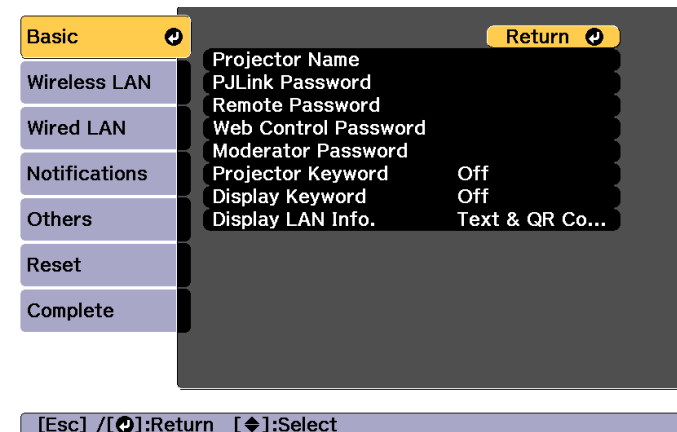 Basic
Wireless LAN
Wired LAN
Notifications
Others
Reset
Complete
Return
Projector Name
PJLink Password
Remote Password
Web Control Password
Moderator Password
Projector Keyword Off
Display Keyword Off
Display LAN Info. Text & QR Co...
[Esc] /[⏎]:Return [◆]:Select